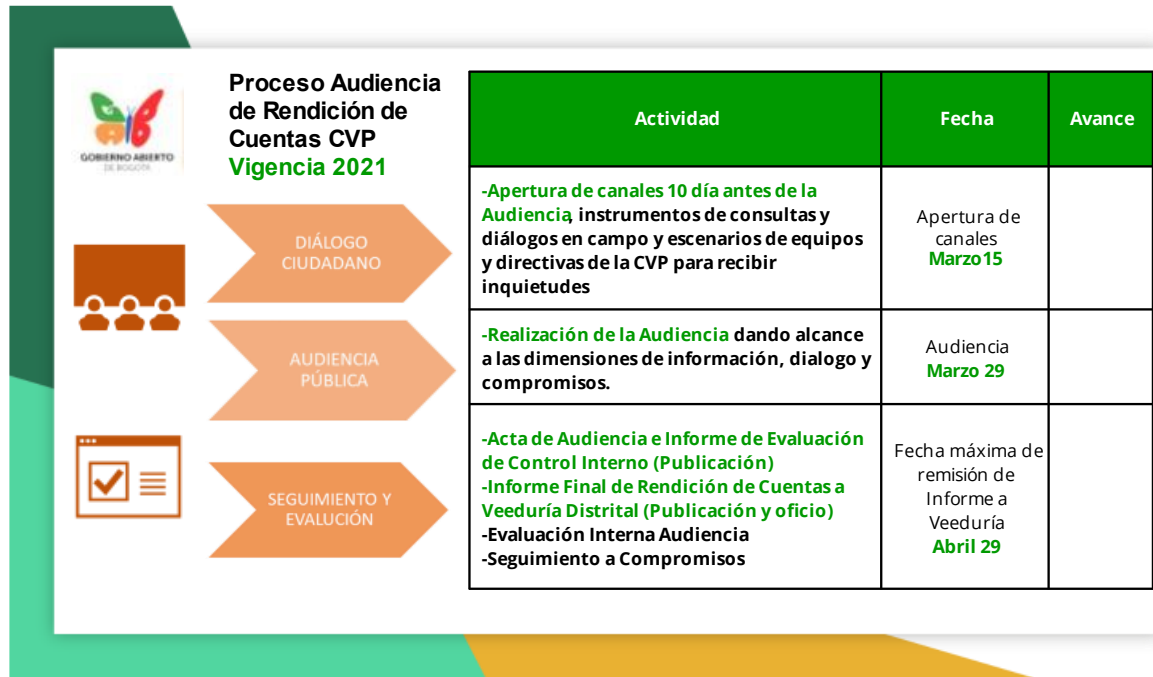 GOBIERNO ABIERTO
DE BOGOTÁ
Proceso Audiencia
de Rendición de
Cuentas CVP
Vigencia 2021
DIÁLOGO
CIUDADANO
AUDIENCIA
PÚBLICA
SEGUIMIENTO Y
EVALUCIÓN
Actividad
Fecha
Avance
-Apertura de canales 10 día antes de la
Audiencia, instrumentos de consultas y
diálogos en campo y escenarios de equipos
y directivas de la CVP para recibir
inquietudes
Apertura de
canales
Marzo15
-Realización de la Audiencia dando alcance
a las dimensiones de información, dialogo y
compromisos.
Audiencia
Marzo 29
-Acta de Audiencia e Informe de Evaluación
de Control Interno (Publicación)
-Informe Final de Rendición de Cuentas a
Veeduría Distrital (Publicación y oficio)
-Evaluación Interna Audiencia
-Seguimiento a Compromisos
Fecha máxima de
remisión de
Informe a
Veeduría
Abril 29